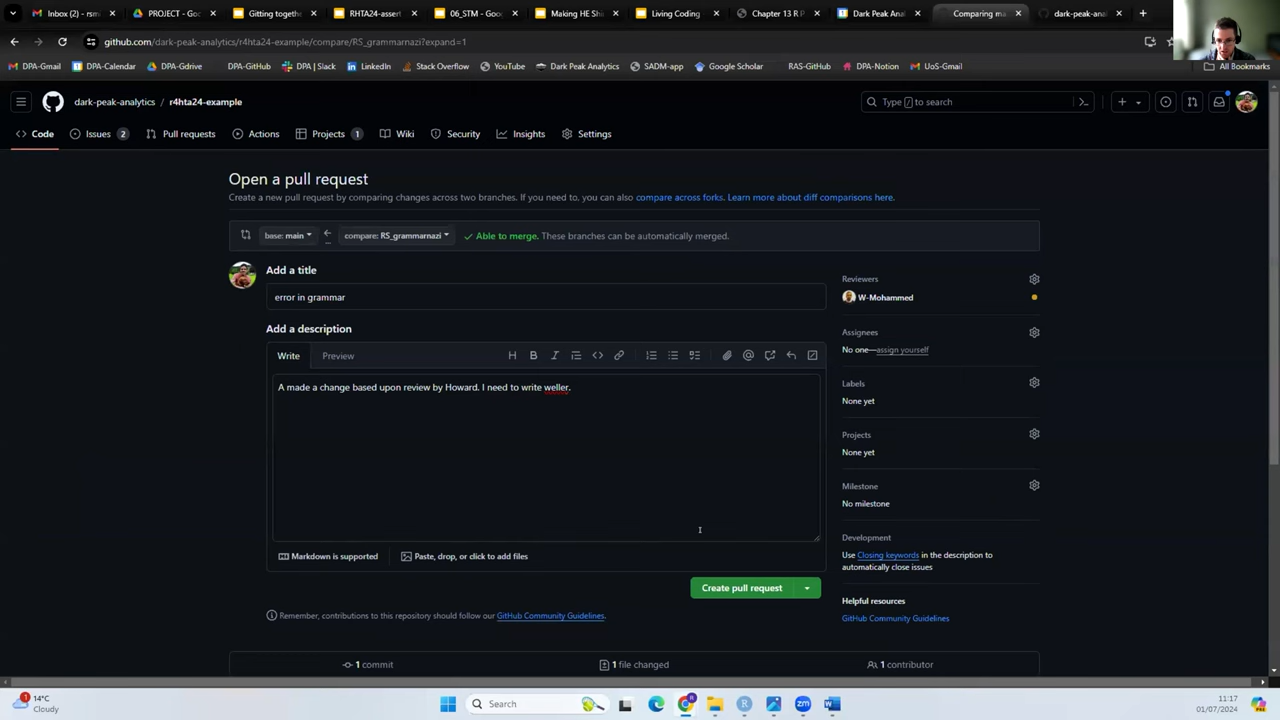 Inbox (2) - rsmi
PROJECT - Goo
Gitting togethe
RHTA24-assert
06_STM - Goog
Making HE Sha
Living Coding
Chapter 13 R P
Dark Peak Anal
Comparing ma
dark-peak-analy
github.com/dark-peak-analytics/r4hta24-example/compare/RS_grammarnazi?expand=1
DPA-Gmail DPA-Calendar DPA-Gdrive DPA-GitHub DPA | Slack LinkedIn Stack Overflow Dark Peak Analytics SADM-app Google Scholar RAS-GitHub DPA-Notion UoS-Gmail All Bookmarks
dark-peak-analytics / r4hta24-example
Type / to search
Code Issues 2 Pull requests Actions Projects 1 Wiki Security Insights Settings
Open a pull request
Create a new pull request by comparing changes across two branches. If you need to, you can also compare across forks. Learn more about diff comparisons here.
base: main compare: RS_grammarnazi Able to merge. These branches can be automatically merged.
Add a title
error in grammar
Add a description
Write Preview
A made a change based upon review by Howard. I need to write weller.
Markdown is supported Paste, drop, or click to add files
Create pull request
Remember, contributions to this repository should follow our GitHub Community Guidelines.
Reviewers
W-Mohammed
Assignees
No one—assign yourself
Labels
None yet
Projects
None yet
Milestone
No milestone
Development
Use Closing keywords in the description to
automatically close issues
Helpful resources
GitHub Community Guidelines
1 commit 1 file changed 1 contributor
14°C
Cloudy
Search
11:17
01/07/2024